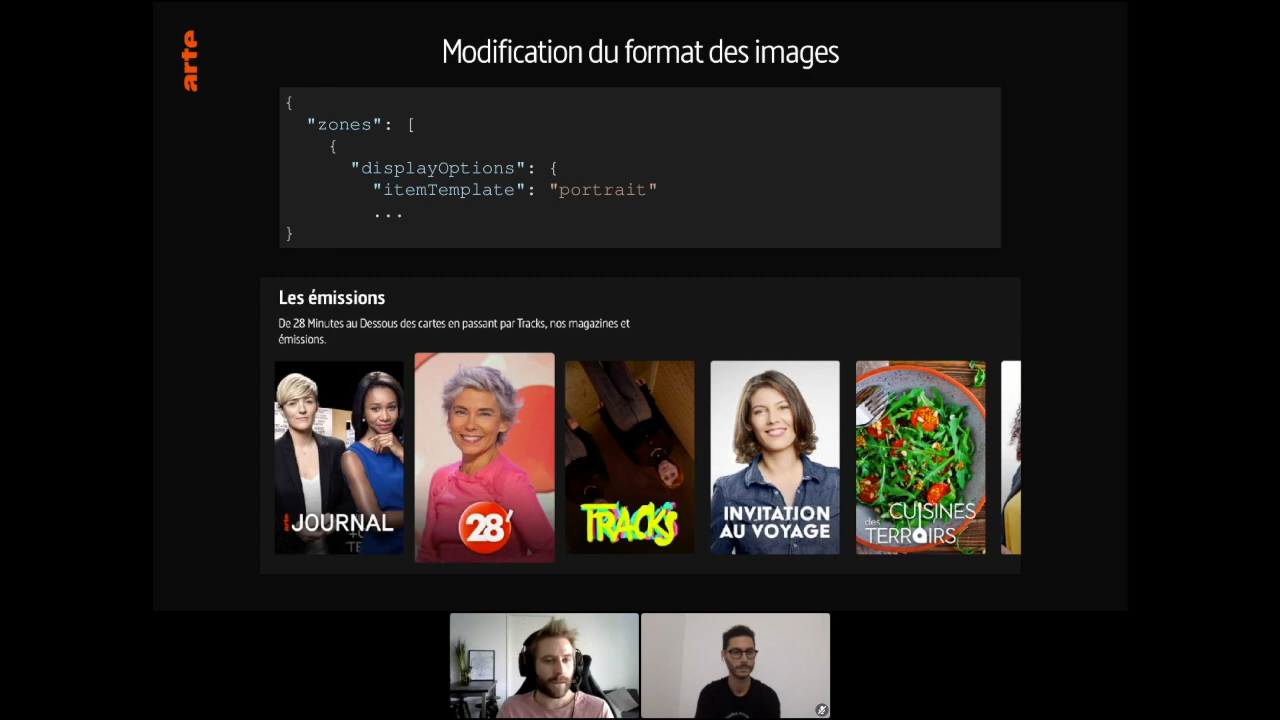 arte
Modification du format des images
{
"zones": [
{
"displayOptions": {
"itemTemplate": "portrait"
...
}
Les émissions
De 28 Minutes au Dessous des cartes en passant par Tracks, nos magazines et
émissions.
arte JOURNAL
28'
TRACKS
INVITATION
AU VOYAGE
CUISINES
des
TERROIRS